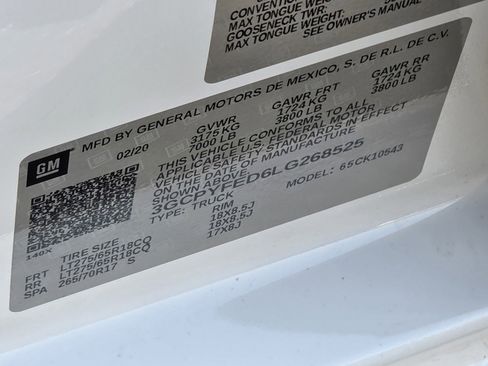 CONVENTIONAL
MAX TONGUE WEIGHT:
GOOSENECK TWR:
MAX TONGUE WEIGHT:
SEE OWNER'S MANUAL
MFD BY GENERAL MOTORS DE MEXICO, S. DE R.L. DE C.V.
02/20 GVWR GAWR FRT GAWR RR
3175 KG 1724 KG 1724 KG
7000 LB 3800 LB 3800 LB
GM
THIS VEHICLE CONFORMS TO ALL
APPLICABLE U.S. FEDERAL MOTOR
VEHICLE SAFETY STANDARDS IN EFFECT
ON THE DATE OF MANUFACTURE
SHOWN ABOVE.
3GCPYFED6LG268525
TYPE: TRUCK MODEL: 65CK10543
140X
TIRE SIZE RIM
FRT LT275/65R18CQ 18X8.5J
RR LT275/65R18CQ 18X8.5J
SPA 265/70R17 S 17X8J